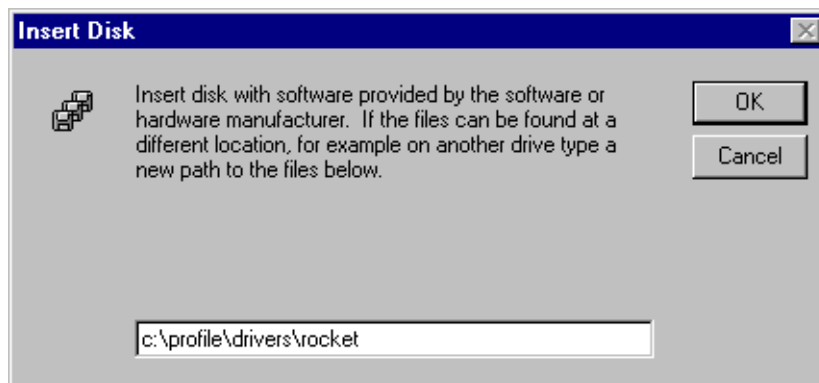 Insert Disk
Insert disk with software provided by the software or
hardware manufacturer.  If the files can be found at a
different location, for example on another drive type a
new path to the files below.
OK
Cancel
c:\profile\drivers\rocket